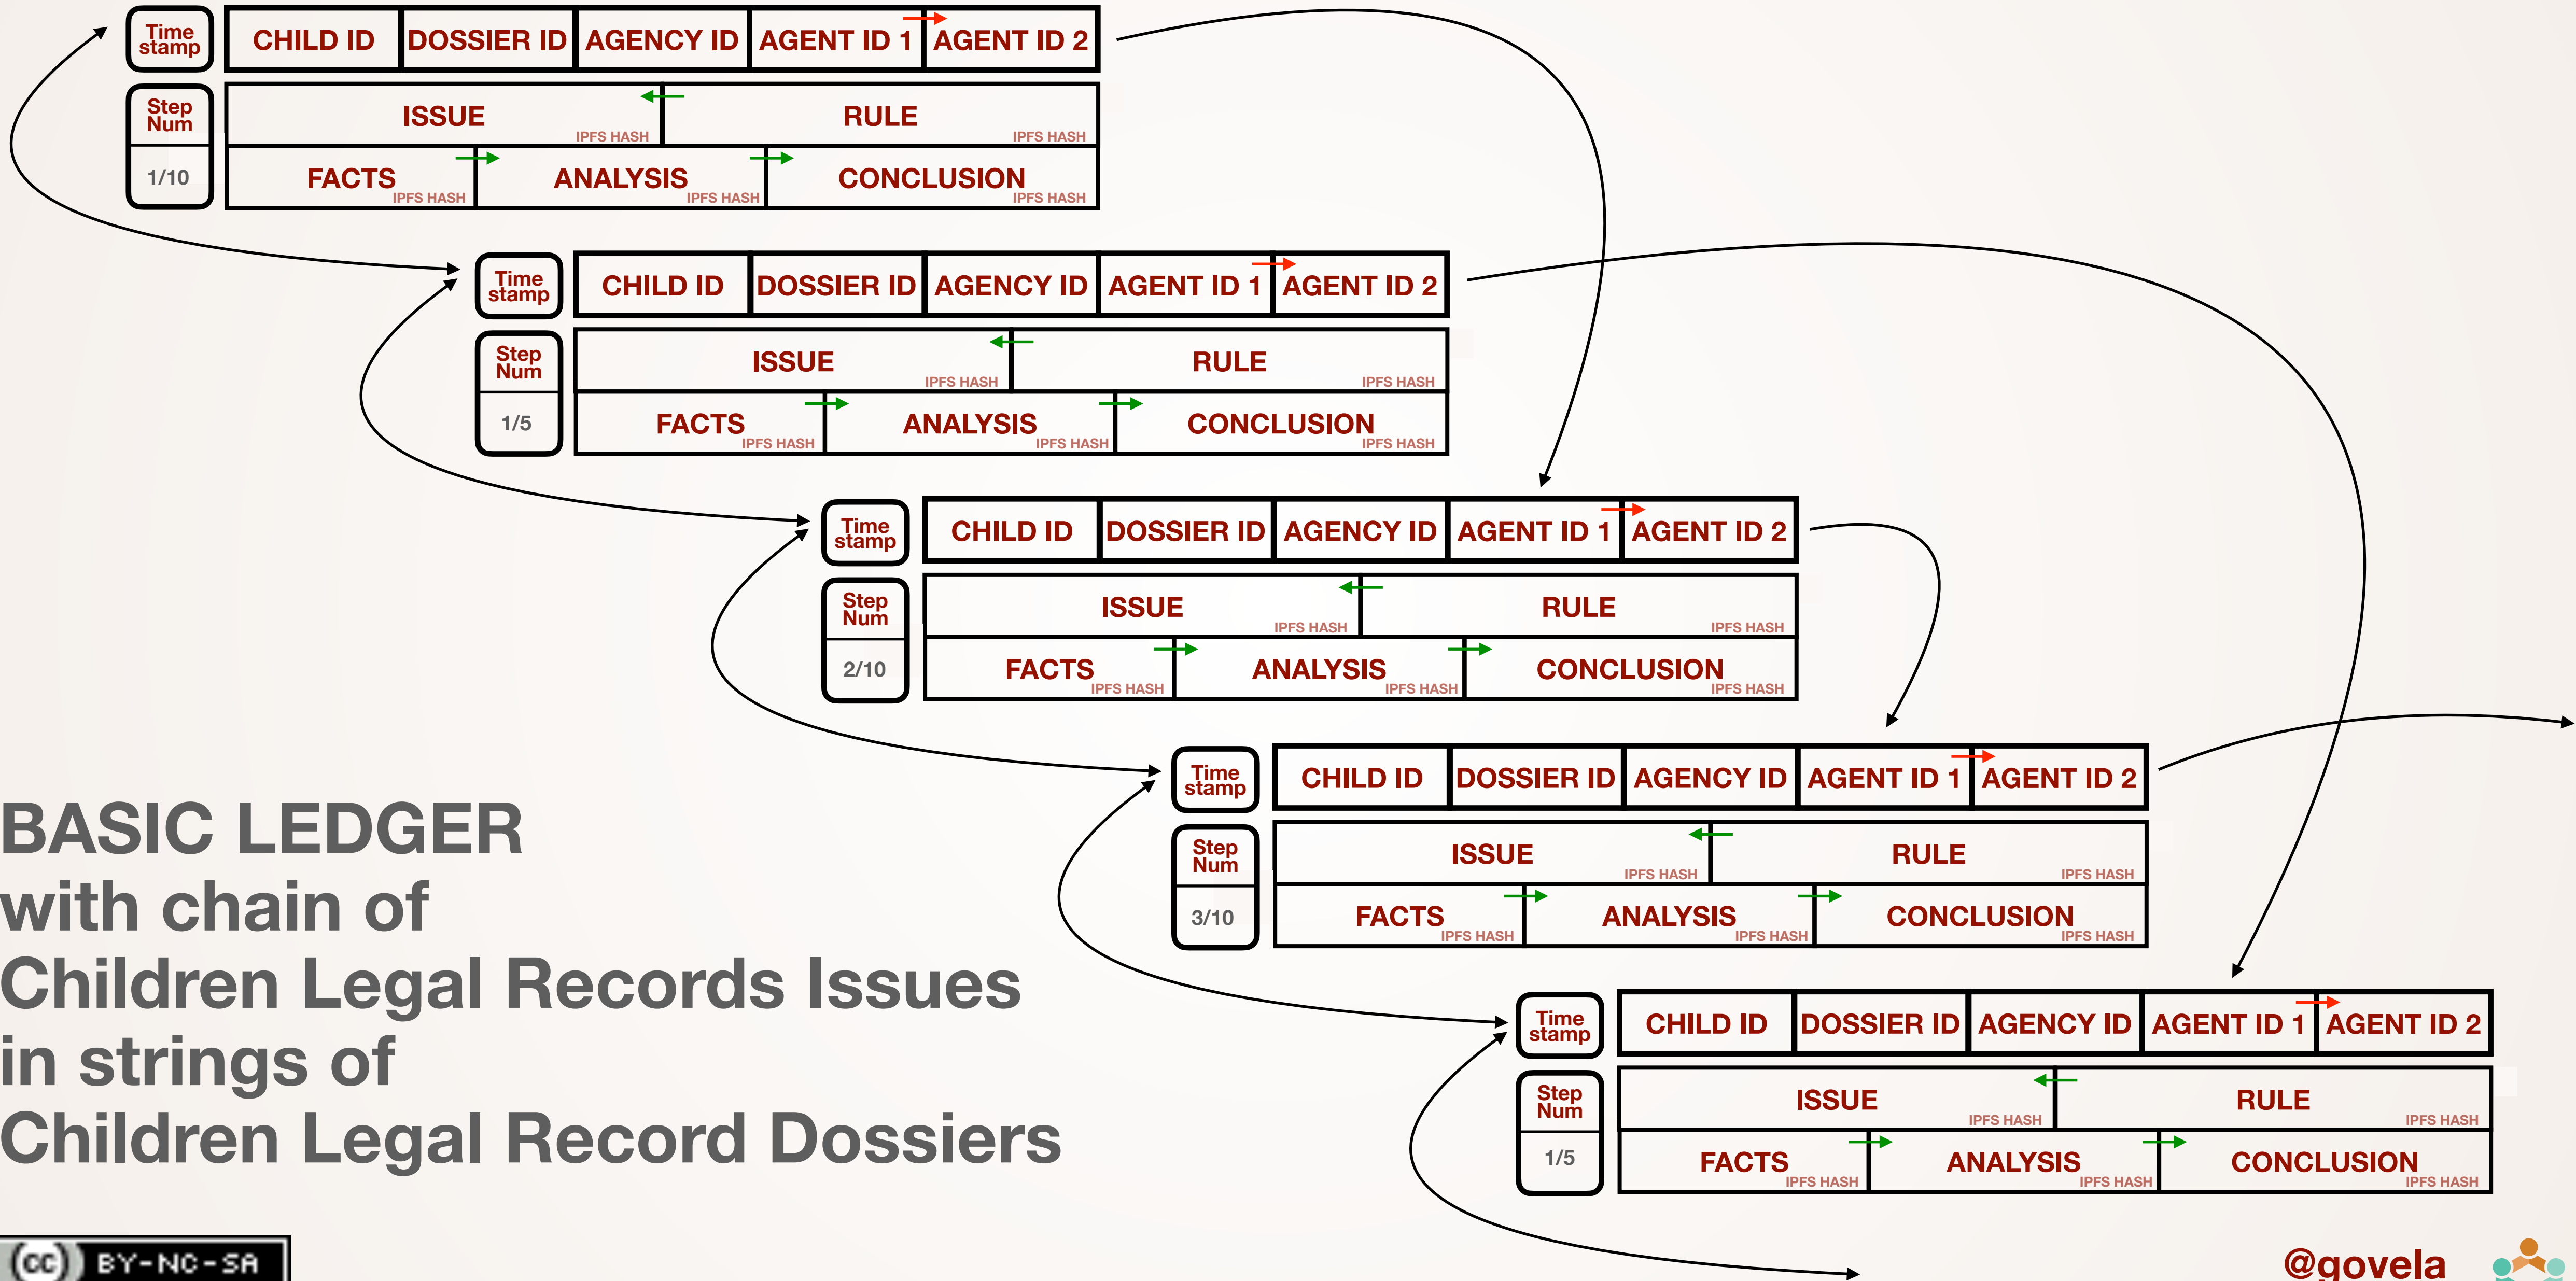 Time
stamp
CHILD ID DOSSIER ID AGENCY ID AGENT ID 1 AGENT ID 2
Step
Num
1/10
ISSUE IPFS HASH RULE IPFS HASH
FACTS IPFS HASH ANALYSIS IPFS HASH CONCLUSION IPFS HASH
Time
stamp
CHILD ID DOSSIER ID AGENCY ID AGENT ID 1 AGENT ID 2
Step
Num
1/5
ISSUE IPFS HASH RULE IPFS HASH
FACTS IPFS HASH ANALYSIS IPFS HASH CONCLUSION IPFS HASH
Time
stamp
CHILD ID DOSSIER ID AGENCY ID AGENT ID 1 AGENT ID 2
Step
Num
2/10
ISSUE IPFS HASH RULE IPFS HASH
FACTS IPFS HASH ANALYSIS IPFS HASH CONCLUSION IPFS HASH
Time
stamp
CHILD ID DOSSIER ID AGENCY ID AGENT ID 1 AGENT ID 2
Step
Num
3/10
ISSUE IPFS HASH RULE IPFS HASH
FACTS IPFS HASH ANALYSIS IPFS HASH CONCLUSION IPFS HASH
Time
stamp
CHILD ID DOSSIER ID AGENCY ID AGENT ID 1 AGENT ID 2
Step
Num
1/5
ISSUE IPFS HASH RULE IPFS HASH
FACTS IPFS HASH ANALYSIS IPFS HASH CONCLUSION IPFS HASH
BASIC LEDGER
with chain of
Children Legal Records Issues
in strings of
Children Legal Record Dossiers
cc BY-NC-SA
@govela